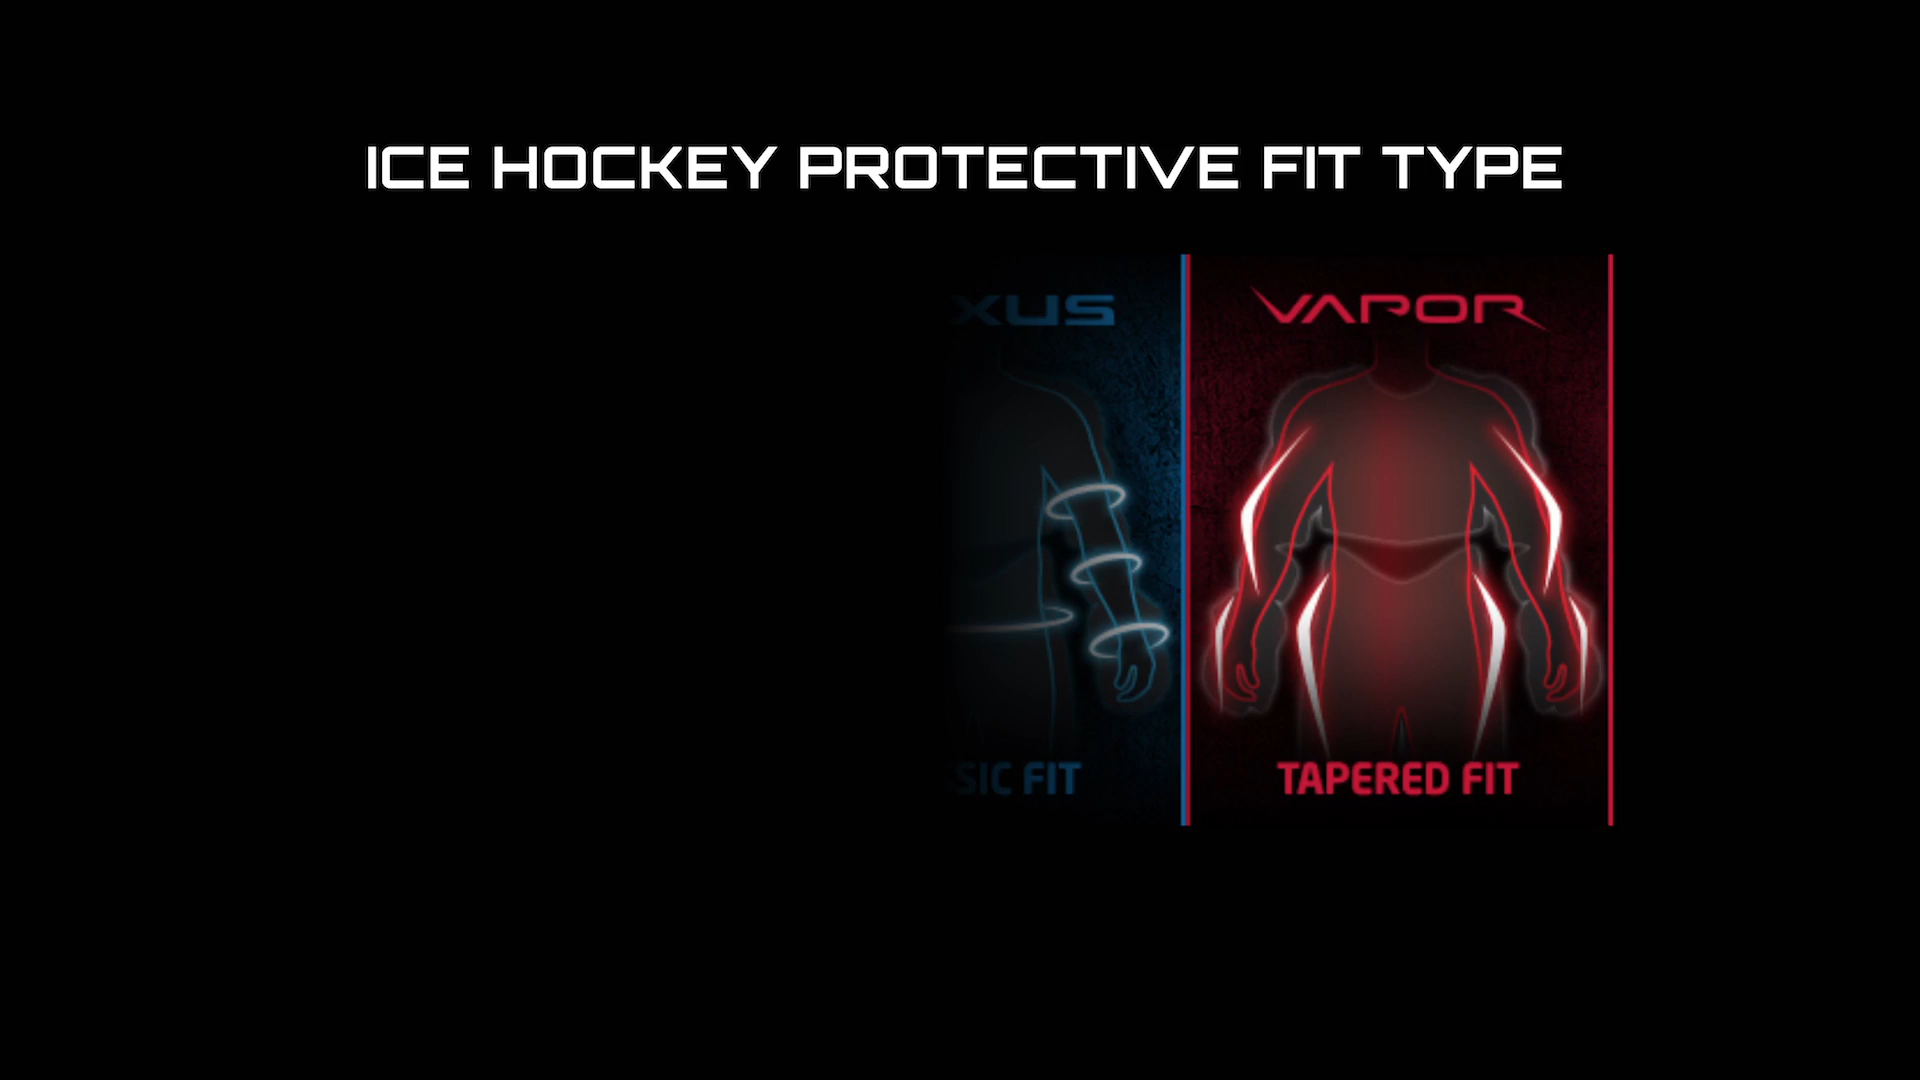 ICE HOCKEY PROTECTIVE FIT TYPE
XUS
VAPOR
SIC FIT
TAPERED FIT